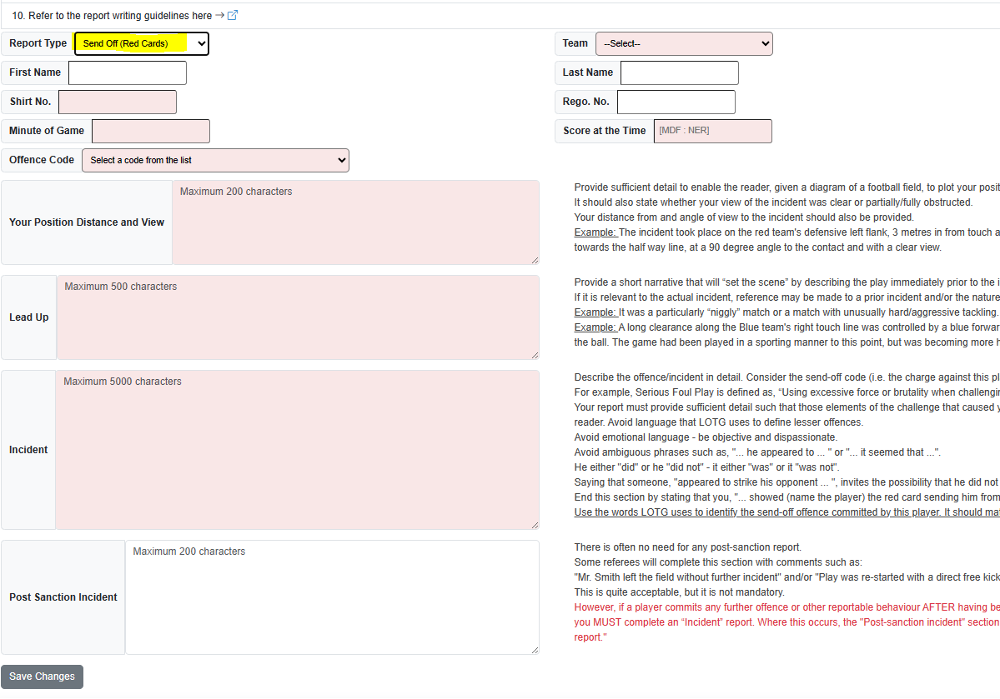 10. Refer to the report writing guidelines here →
Report Type Send Off (Red Cards) Team --Select--
First Name Last Name
Shirt No. Rego. No.
Minute of Game Score at the Time [MDF : NER]
Offence Code Select a code from the list
Your Position Distance and View Maximum 200 characters
Provide sufficient detail to enable the reader, given a diagram of a football field, to plot your posit
It should also state whether your view of the incident was clear or partially/fully obstructed.
Your distance from and angle of view to the incident should also be provided.
Example: The incident took place on the red team's defensive left flank, 3 metres in from touch a
towards the half way line, at a 90 degree angle to the contact and with a clear view.
Lead Up Maximum 500 characters
Provide a short narrative that will “set the scene” by describing the play immediately prior to the i
If it is relevant to the actual incident, reference may be made to a prior incident and/or the nature
Example: It was a particularly “niggly” match or a match with unusually hard/aggressive tackling.
Example: A long clearance along the Blue team's right touch line was controlled by a blue forwar
the ball. The game had been played in a sporting manner to this point, but was becoming more h
Incident Maximum 5000 characters
Describe the offence/incident in detail. Consider the send-off code (i.e. the charge against this pl
For example, Serious Foul Play is defined as, “Using excessive force or brutality when challengin
Your report must provide sufficient detail such that those elements of the challenge that caused y
reader. Avoid language that LOTG uses to define lesser offences.
Avoid emotional language - be objective and dispassionate.
Avoid ambiguous phrases such as, "... he appeared to ... " or "... it seemed that ...".
He either "did" or he "did not" - it either "was" or it "was not".
Saying that someone, "appeared to strike his opponent ... ", invites the possibility that he did not
End this section by stating that you, "... showed (name the player) the red card sending him from
Use the words LOTG uses to identify the send-off offence committed by this player. It should mat
Post Sanction Incident Maximum 200 characters
There is often no need for any post-sanction report.
Some referees will complete this section with comments such as:
"Mr. Smith left the field without further incident" and/or "Play was re-started with a direct free kick
This is quite acceptable, but it is not mandatory.
However, if a player commits any further offence or other reportable behaviour AFTER having be
you MUST complete an “Incident” report. Where this occurs, the "Post-sanction incident" section
report."
Save Changes